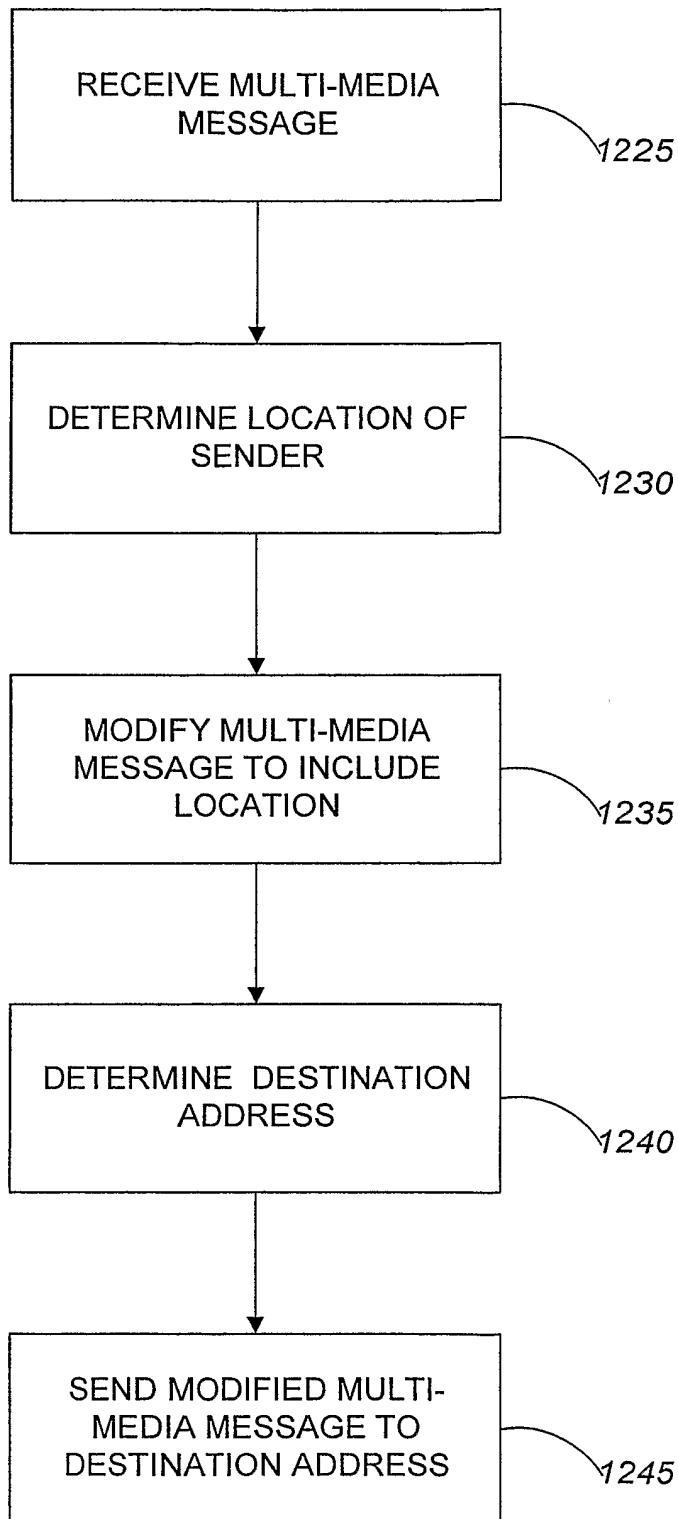 RECEIVE MULTI-MEDIA
MESSAGE
1225
DETERMINE LOCATION OF
SENDER
1230
MODIFY MULTI-MEDIA
MESSAGE TO INCLUDE
LOCATION
1235
DETERMINE DESTINATION
ADDRESS
1240
SEND MODIFIED MULTI-
MEDIA MESSAGE TO
DESTINATION ADDRESS
1245